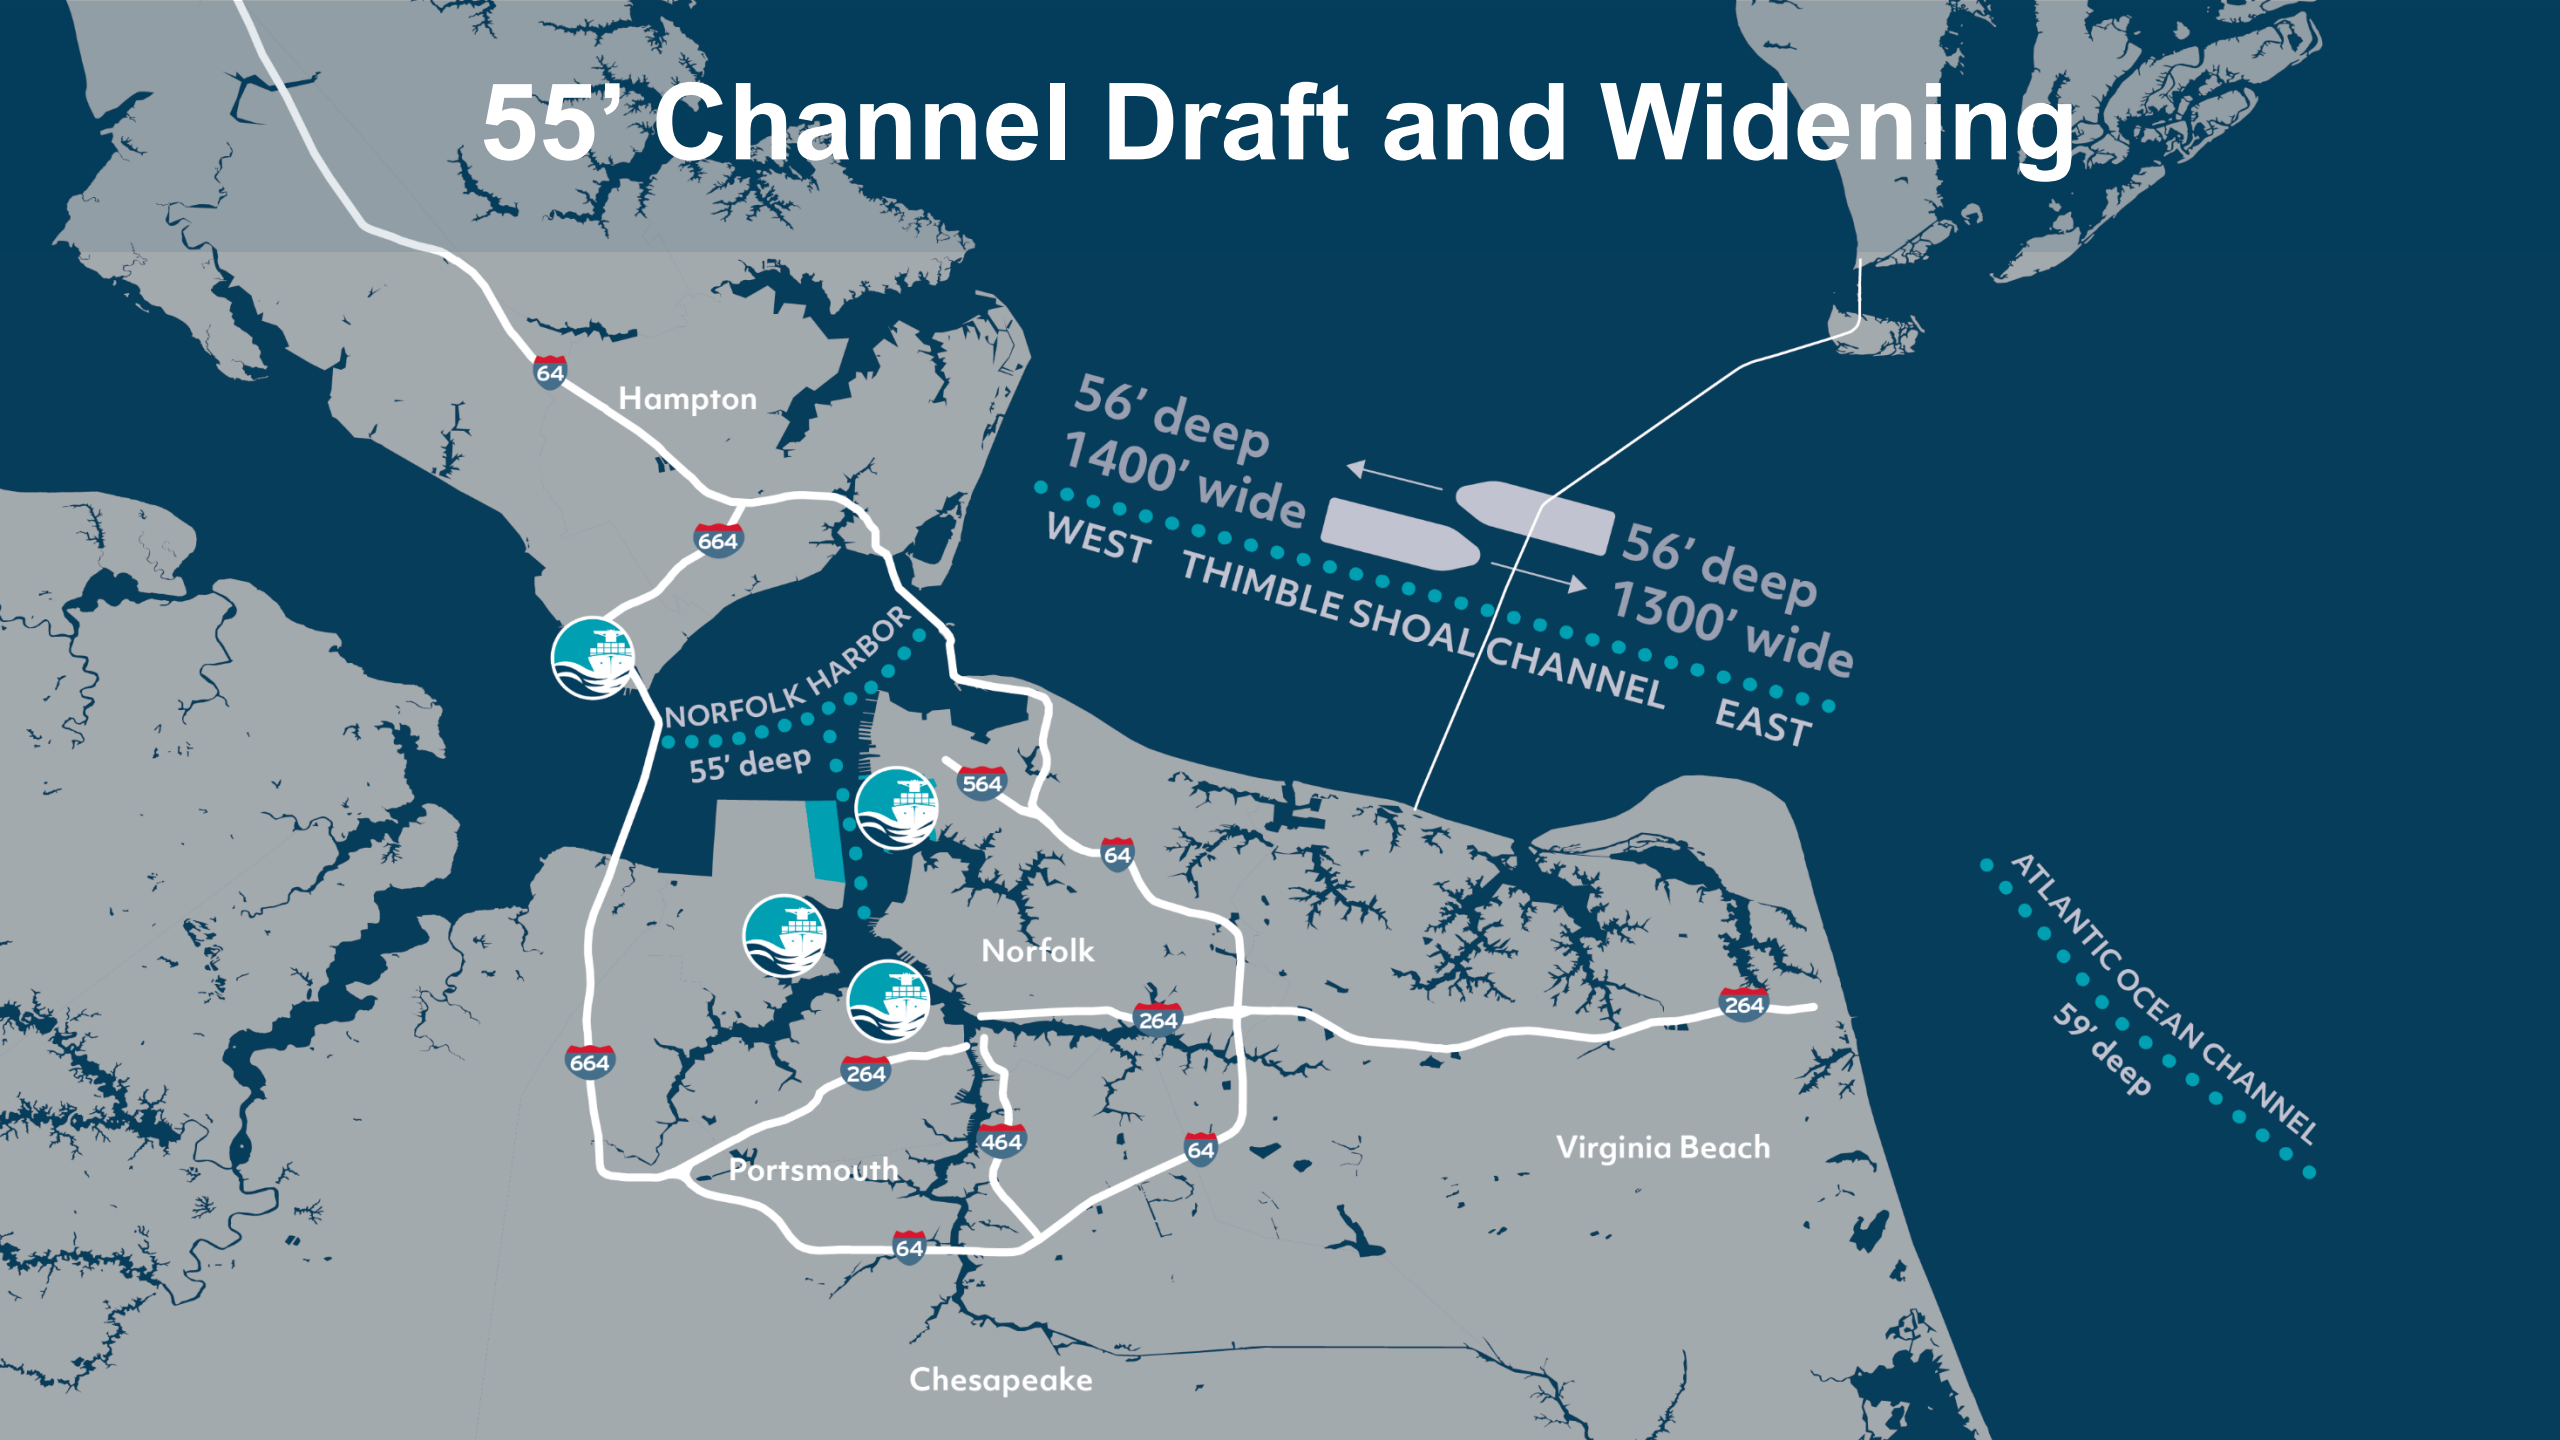 55’ Channel Draft and Widening
64
Hampton
56’ deep
1400’ wide
664
WEST THIMBLE SHOAL CHANNEL EAST
56’ deep
1300’ wide
NORFOLK HARBOR
55’ deep
564
64
ATLANTIC OCEAN CHANNEL
59’ deep
Norfolk
264
264
664
264
464
64
Virginia Beach
Portsmouth
64
Chesapeake